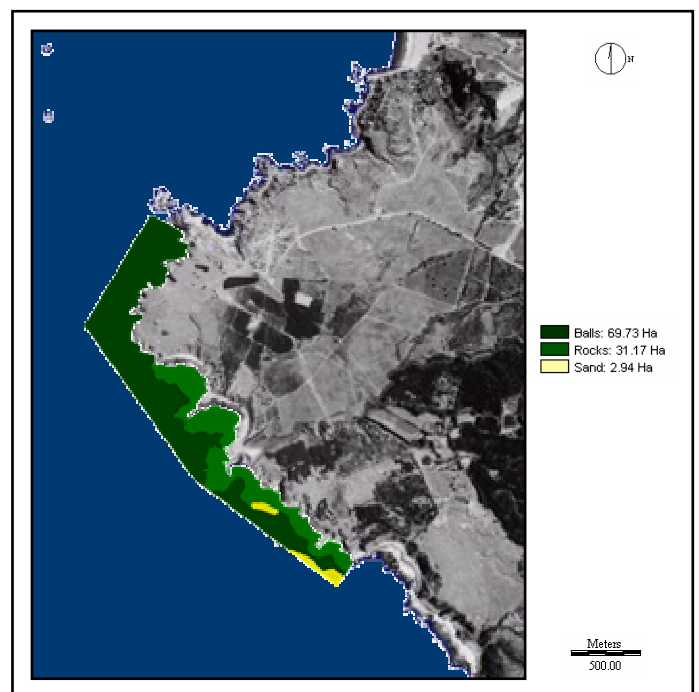 N
Balls: 69.73 Ha
Rocks: 31.17 Ha
Sand: 2.94 Ha
Meters
500.00